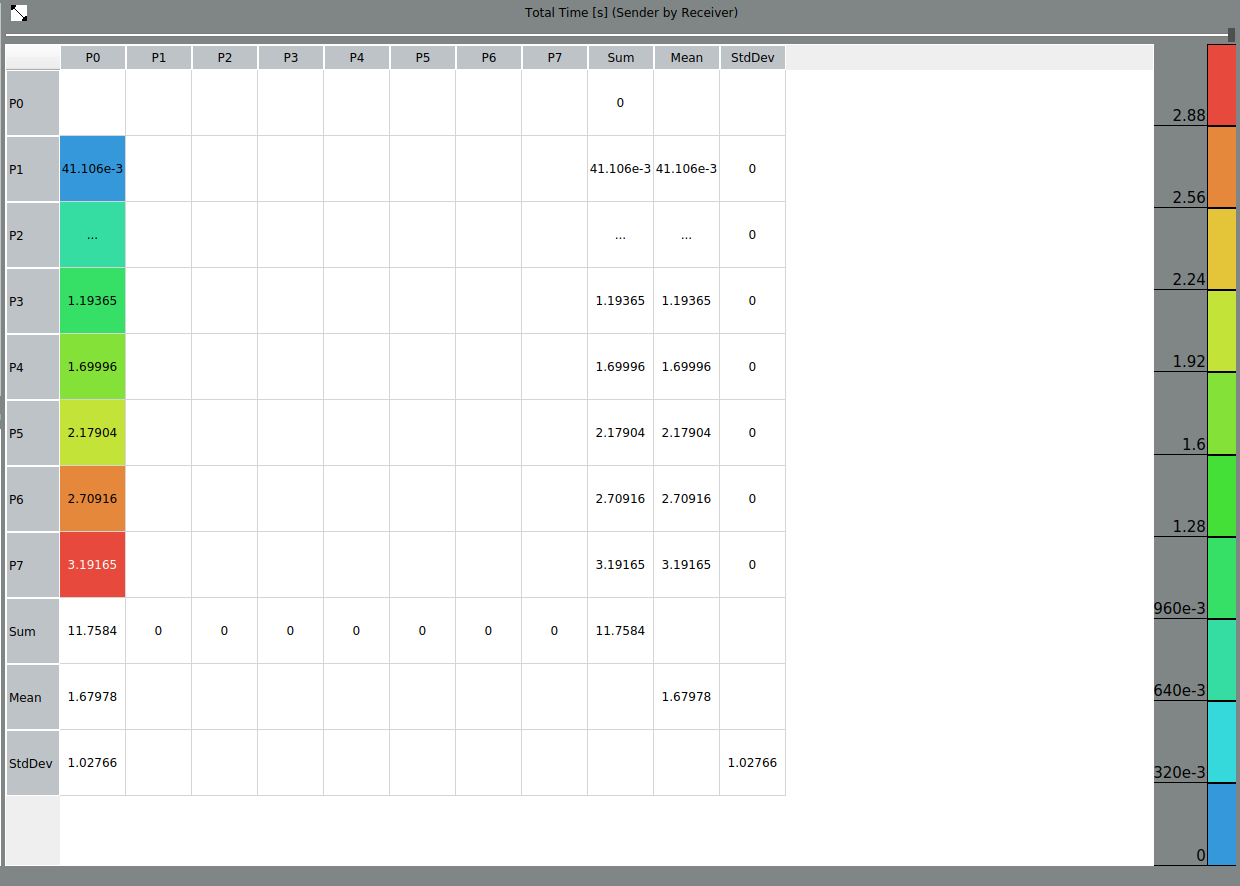 Total Time [s] (Sender by Receiver)
P0 P1 P2 P3 P4 P5 P6 P7 Sum Mean StdDev
P0 0
P1 41.106e-3 41.106e-3 41.106e-3 0
P2 ... ... ... 0
P3 1.19365 1.19365 1.19365 0
P4 1.69996 1.69996 1.69996 0
P5 2.17904 2.17904 2.17904 0
P6 2.70916 2.70916 2.70916 0
P7 3.19165 3.19165 3.19165 0
Sum 11.7584 0 0 0 0 0 0 0 11.7584
Mean 1.67978 1.67978
StdDev 1.02766 1.02766
2.88
2.56
2.24
1.92
1.6
1.28
960e-3
640e-3
320e-3
0